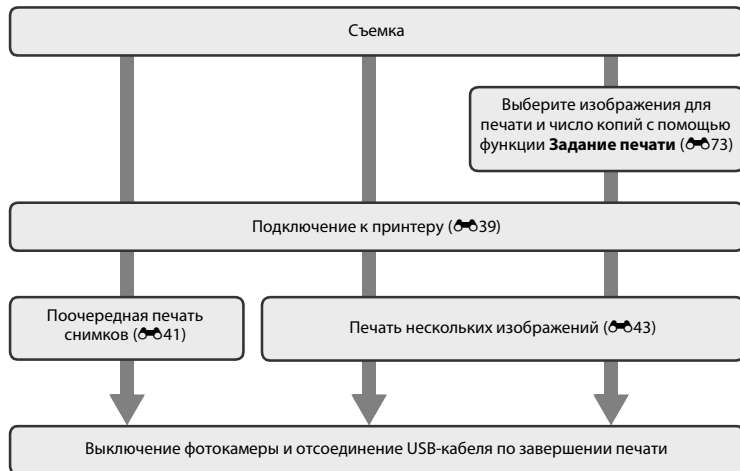 Съемка
Выберите изображения для
печати и число копий с помощью
функции Задание печати (73)
Подключение к принтеру (39)
Поочередная печать
снимков (41)
Печать нескольких изображений (43)
Выключение фотокамеры и отсоединение USB-кабеля по завершении печати